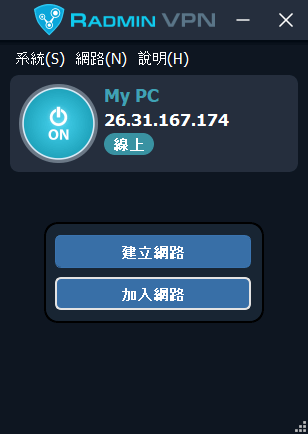 RADMIN VPN
系統(S) 網路(N) 說明(H)
My PC
26.31.167.174
ON
線上
建立網路
加入網路